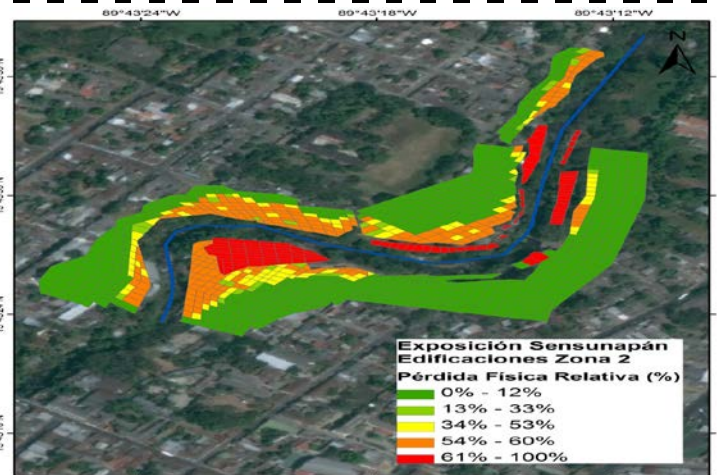 89°43'24"W 89°43'18"W 89°43'12"W
N
Exposición Sensunapán
Edificaciones Zona 2
Pérdida Física Relativa (%)
0% - 12%
13% - 33%
34% - 53%
54% - 60%
61% - 100%